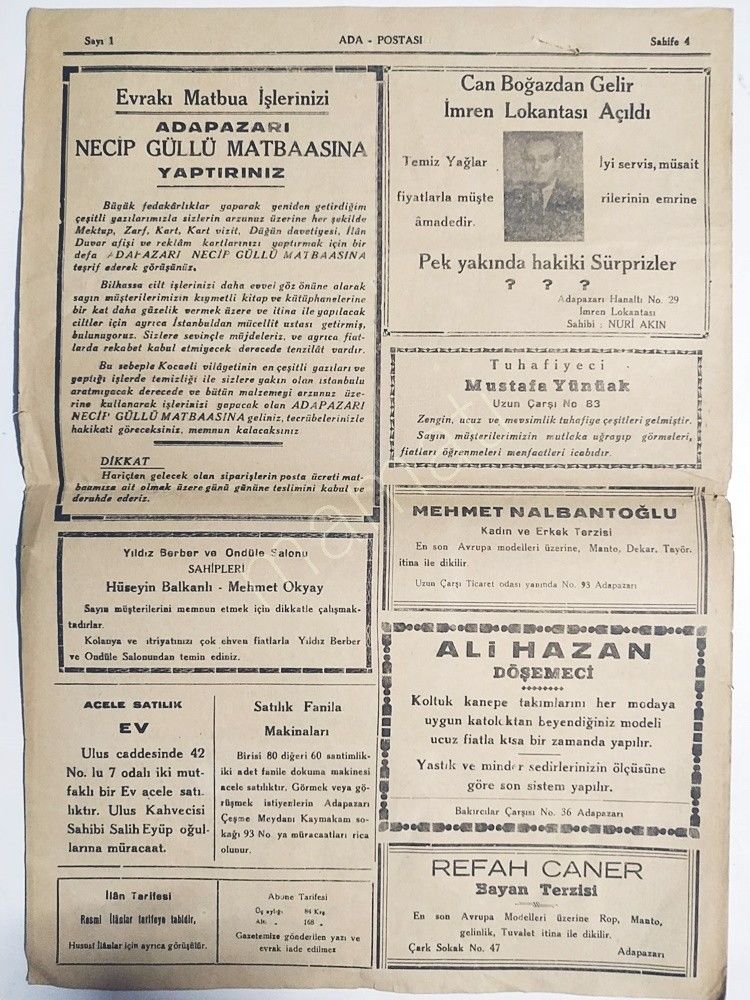 Sayı 1 ADA - POSTASI Sahife 4
Evrakı Matbua İşlerinizi
ADAPAZARI
NECİP GÜLLÜ MATBAASINA
YAPTIRINIZ
Büyük fedakârlıklar yaparak yeniden getirdiğim
çeşitli yazılarımızla sizlerin arzunuz üzerine her şekilde
Mektup, Zarf, Kart, Kart vizit, Düğün davetiyesi, İlân
Duvar afişi ve reklâm kartlarınızı yaptırmak için bir
defa ADAPAZARI NECİP GÜLLÜ MATBAASINA
teşrif ederek görüşünüz.
Bilhassa cilt işlerinizi daha evvel göz önüne alarak
sayın müşterilerimizin kıymetli kitap ve kütüphanelerine
bir kat daha güzelik vermek üzere ve itina ile yapılacak
ciltler için ayrıca İstanbuldan mücellit ustası getirmiş,
bulunuyoruz. Sizlere sevinçle müjdeleriz, ve ayrıca fiat-
larda rekabet kabul etmiyecek derecede tenzilât vardır.
Bu sebeple Kocaeli vilâyetinin en çeşitli yazıları ve
yaptığı işlerde temizliği ile sizlere yakın olan ıstanbulu
aratmıyacak derecede ve bütün malzemeyi arzunuz üze-
rine kullanarak işlerinizi yapacak olan ADAPAZARI
NECİP GÜLLÜ MATBAASINA geliniz, tecrübelerinizle
hakikati göreceksiniz, memnun kalacaksınız
DİKKAT
Hariçten gelecek olan siparişlerin posta ücreti mat-
baamıza ait olmak üzere günü gününe teslimini kabul ve
deruhde ederiz.
Yıldız Berber ve Ondüle Salonu
SAHİPLERİ
Hüseyin Balkanlı - Mehmet Okyay
Sayın müşterilerini memnun etmek için dikkatle çalışmak-
tadırlar.
Kolanya ve ıtriyatınızı çok ehven fiatlarla Yıldız Berber
ve Ondüle Salonundan temin ediniz.
ACELE SATILIK
EV
Ulus caddesinde 42
No. lu 7 odalı iki mut-
faklı bir Ev acele satı-
lıktır. Ulus Kahvecisi
Sahibi Salih Eyüp oğul-
larına müracaat.
Satılık Fanila
Makinaları
Birisi 80 diğeri 60 santimlik-
iki adet fanile dokuma makinesi
acele satılıktır. Görmek veya gö-
rüşmek istiyenlerin Adapazarı
Çeşme Meydanı Kaymakam so-
kağı 93 No. ya müracaatları rica
olunur.
İlân Tarifesi
Resmî İlânlar tarifeye tabidir,
Hususî İlânlar için ayrıca görüşülür.
Abone Tarifesi
Üç aylığı 84 Krş.
Altı „ 168 „
Gazetemize gönderilen yazı ve
evrak iade edilmez
Can Boğazdan Gelir
İmren Lokantası Açıldı
Temiz Yağlar İyi servis, müsait
fiyatlarla müşte rilerinin emrine
âmadedir.
Pek yakında hakiki Sürprizler
? ? ?
Adapazarı Hanaltı No. 29
İmren Lokantası
Sahibi : NURİ AKIN
Tuhafiyeci
Mustafa Yünüak
Uzun Çarşı No 83
Zengin, ucuz ve mevsimlik tuhafiye çeşitleri gelmiştir.
Sayın müşterilerimizin mutlaka uğrayıp görmeleri,
fiatları öğrenmeleri menfaatleri icabıdır.
MEHMET NALBANTOĞLU
Kadın ve Erkek Terzisi
En son Avrupa modelleri üzerine, Manto, Dekar, Tayör.
itina ile dikilir
Uzun Çarşı Ticaret odası yanında No. 93 Adapazarı
ALİ HAZAN
DÖŞEMECİ
Koltuk kanepe takımlarını her modaya
uygun katoloktan beyendiğiniz modeli
ucuz fiatla kısa bir zamanda yapılır.
Yastık ve minder sedirlerinizin ölçüsüne
göre son sistem yapılır.
Bakırcılar Çarşısı No. 36 Adapazarı
REFAH CANER
Bayan Terzisi
En son Avrupa Modelleri üzerine Rop, Manto,
gelinlik, Tuvalet itina ile dikilir.
Çark Sokak No. 47 Adapazarı